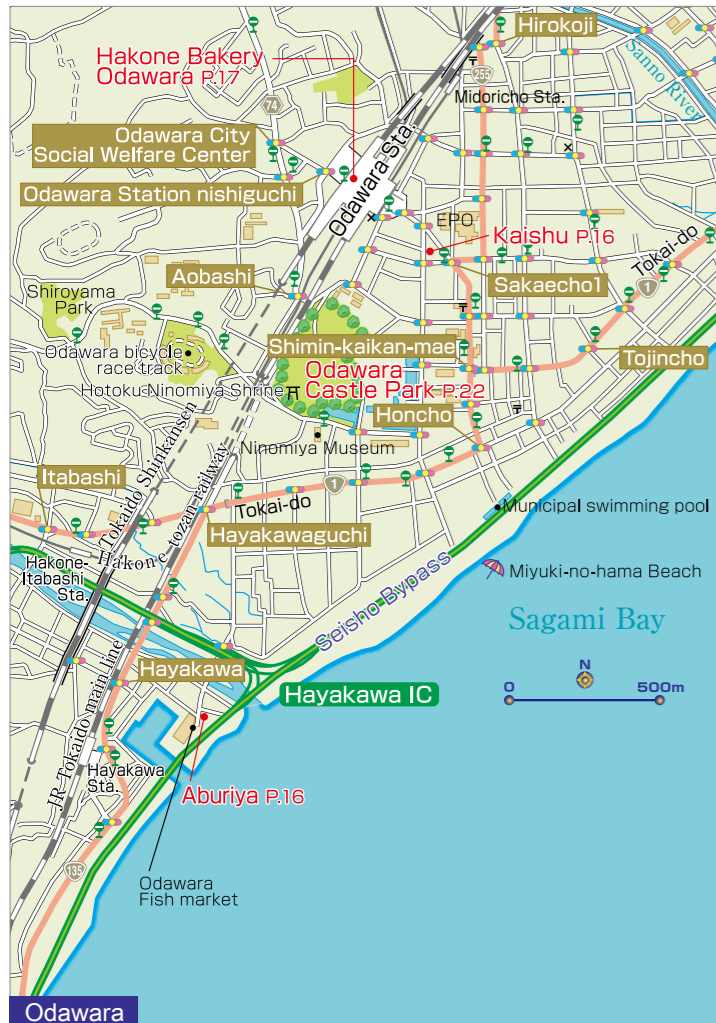 Hirokoji
Hakone Bakery
Odawara P.17
255
Sanno River
74
Midoricho Sta.
Odawara City
Social Welfare Center
Odawara Sta.
Odawara Station nishiguchi
EPO
Kaishu P.16
Tokai-do
Aobashi
Sakaecho1
1
Shiroyama
Park
Shimin-kaikan-mae
Odawara bicycle
race track
Tojincho
Odawara
Castle Park P.22
Hotoku Ninomiya Shrine
Honcho
Ninomiya Museum
Itabashi
Tokaido Shinkansen
1
Tokai-do
Municipal swimming pool
Hakone tozan railway
Hayakawaguchi
Hakone-
Itabashi
Sta.
Seisho Bypass
Miyuki-no-hama Beach
Sagami Bay
Hayakawa
N
0 500m
Hayakawa IC
JR Tokaido main line
Hayakawa
Sta.
Aburiya P.16
135
Odawara
Fish market
Odawara